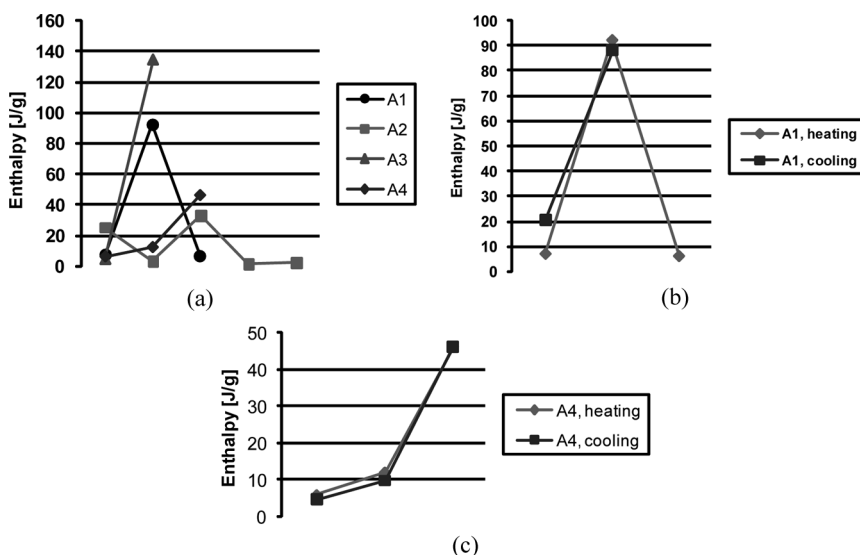 160
140
120
100
80
60
40
20
0
Enthalpy [J/g]
A1
A2
A3
A4
(a)
100
90
80
70
60
50
40
30
20
10
0
Enthalpy [J/g]
A1, heating
A1, cooling
(b)
50
40
30
20
10
0
Enthalpy [J/g]
A4, heating
A4, cooling
(c)